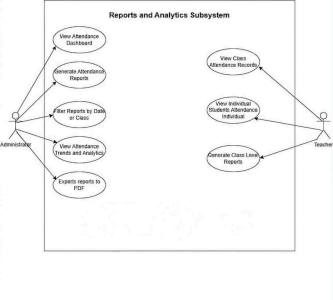 Reports and Analytics Subsystem
View Attendance
Dashboard
Generate Attendance
Reports
Filter Reports by Date
or Class
View Attendance
Trends and Analytics
Exports reports to
PDF
Administrator
View Class
Attendance Records
View Individual
Students Attendance
Individual
Generate Class Level
Reports
Teacher